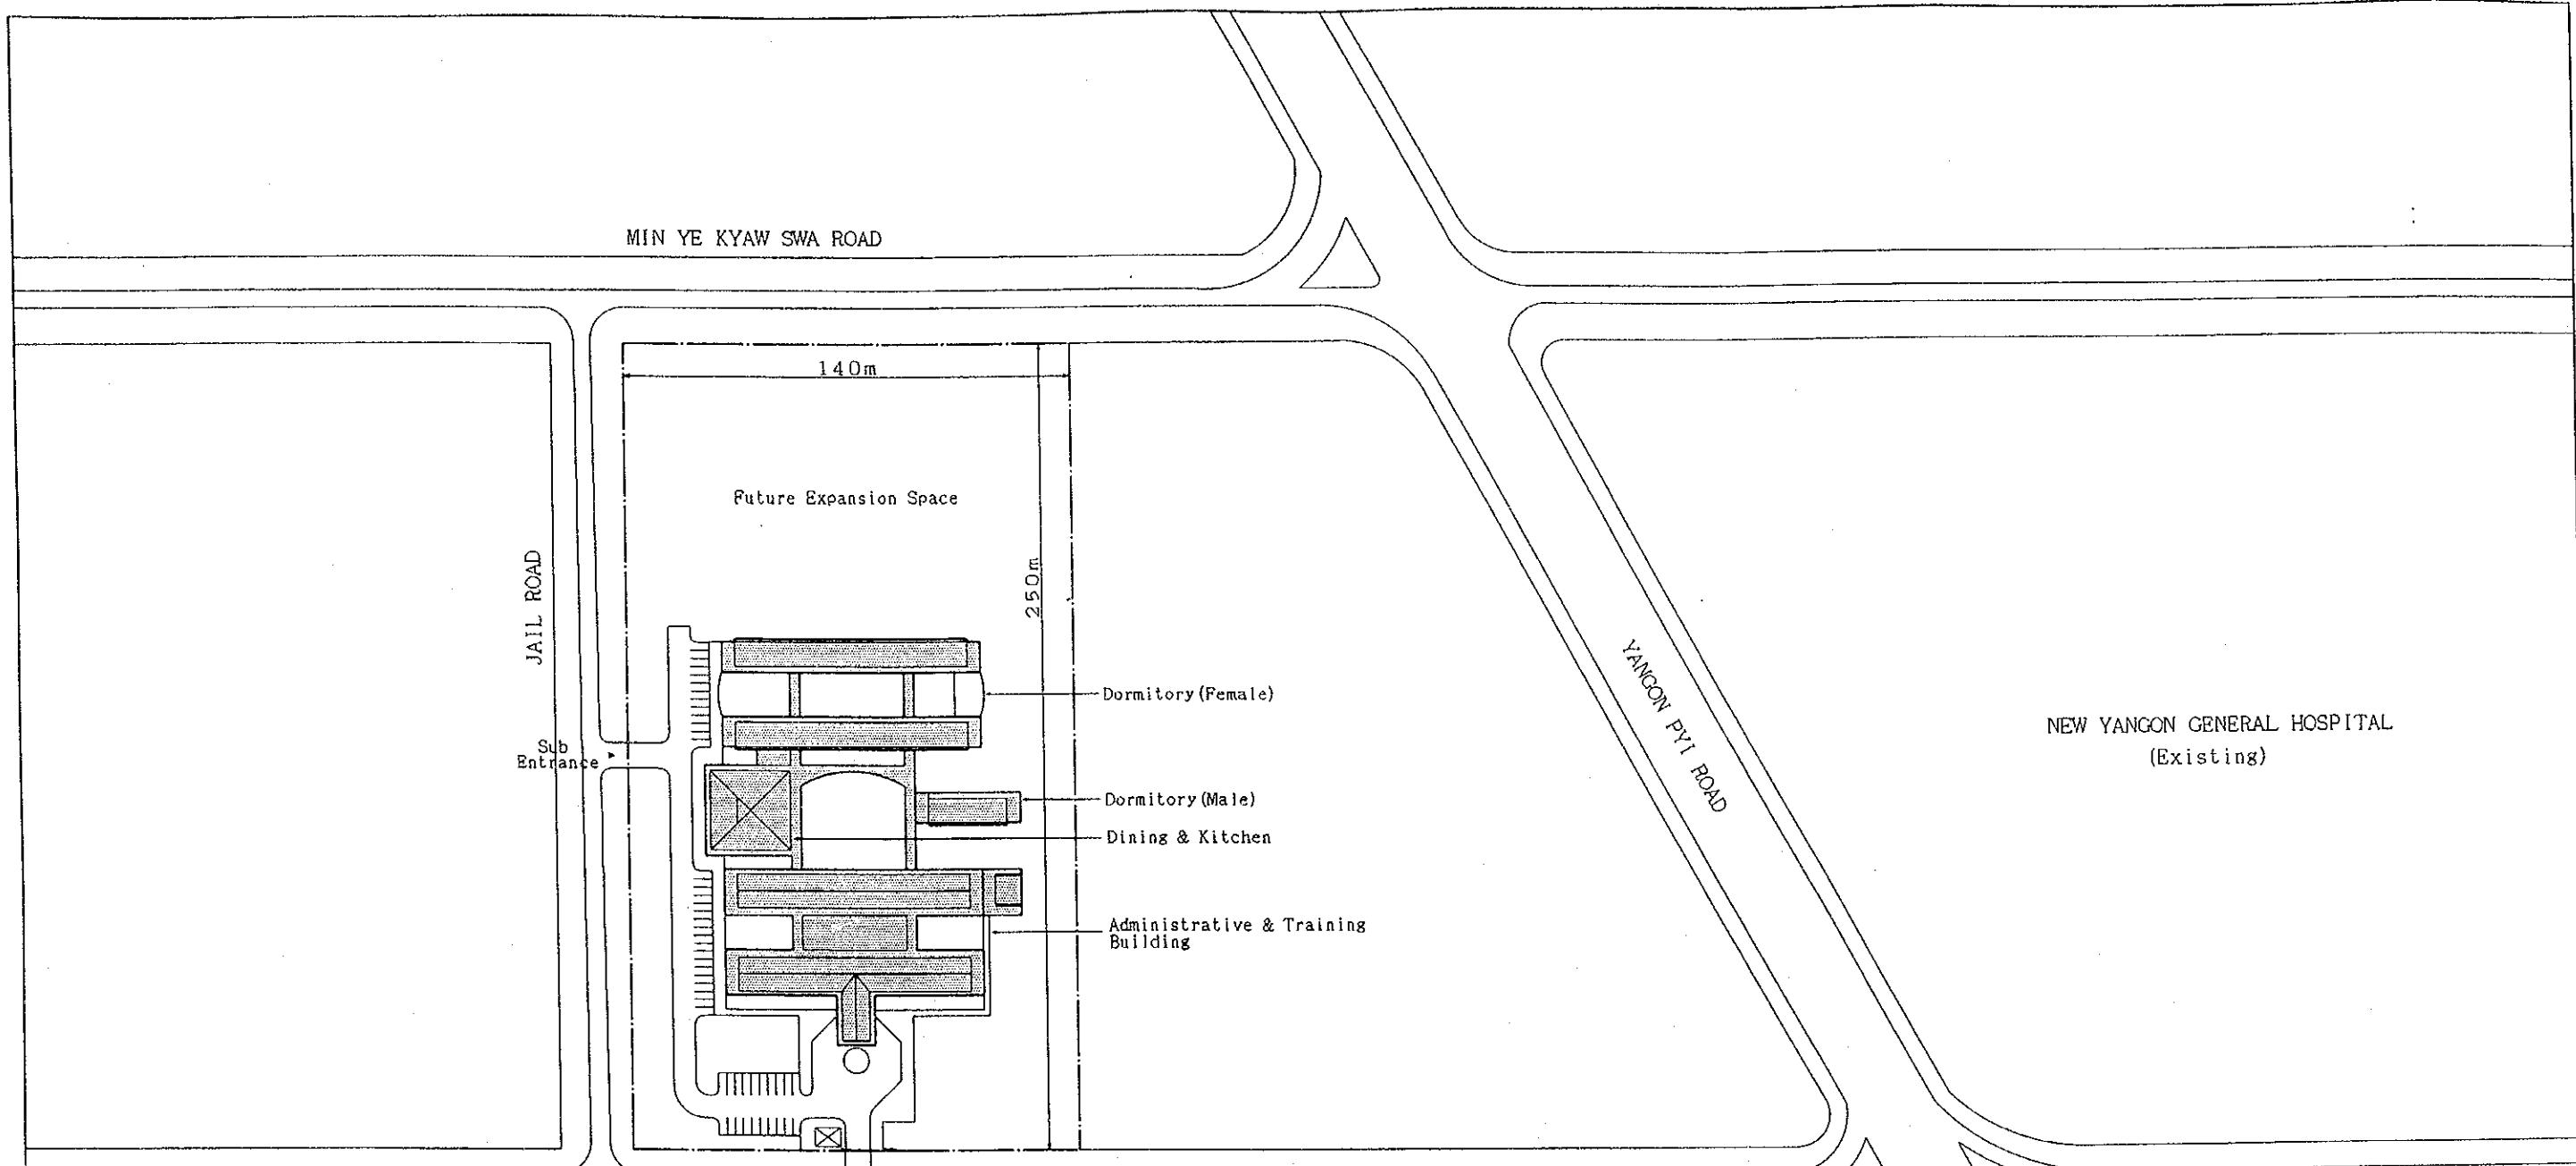 MIN YE KYAW SWA ROAD
140m
Future Expansion Space
250m
JAIL ROAD
Dormitory(Female)
YANGON PYI ROAD
NEW YANGON GENERAL HOSPITAL
(Existing)
Sub
Entrance
Dormitory(Male)
Dining & Kitchen
Administrative & Training
Building